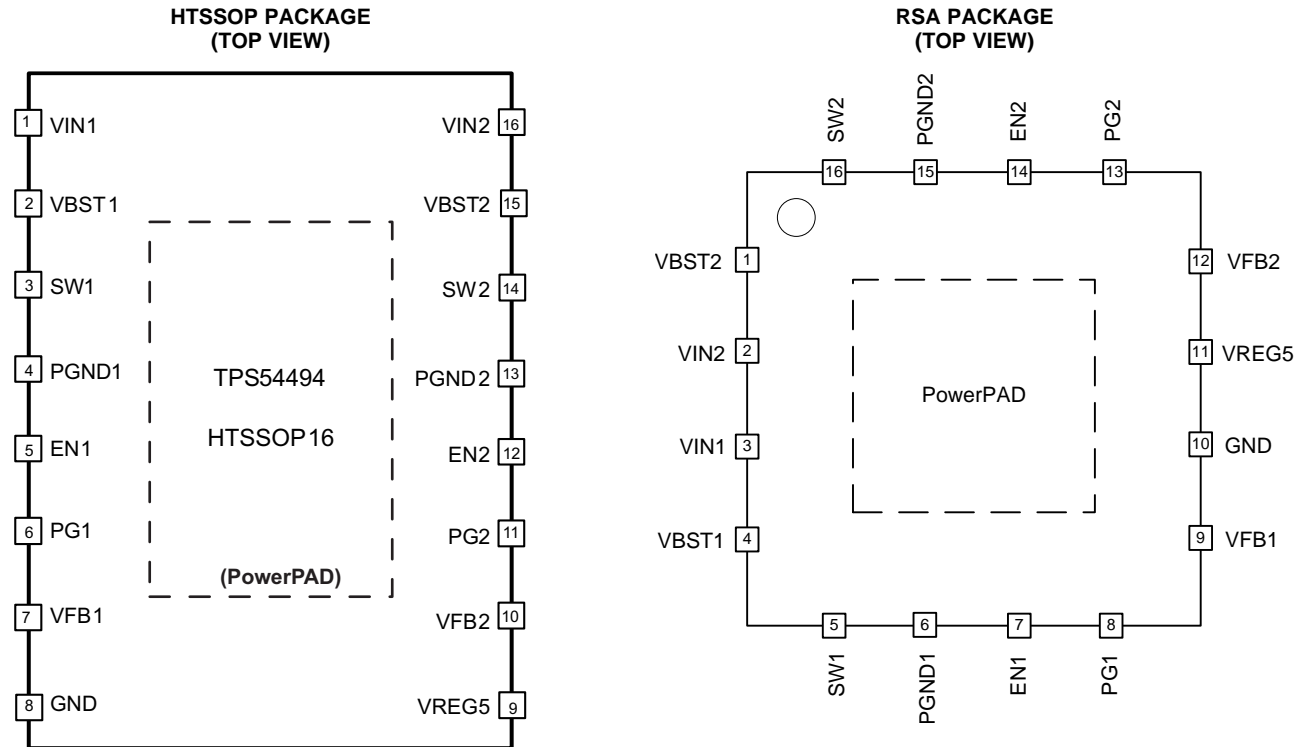 HTSSOP PACKAGE
(TOP VIEW)
1 VIN1
VIN2 16
2 VBST1
VBST2 15
3 SW1
SW2 14
4 PGND1
PGND2 13
5 EN1
EN2 12
6 PG1
PG2 11
7 VFB1
VFB2 10
8 GND
VREG5 9
TPS54494
HTSSOP16
(PowerPAD)
RSA PACKAGE
(TOP VIEW)
SW2
PGND2
EN2
PG2
16
15
14
13
VBST2 1
12 VFB2
VIN2 2
11 VREG5
PowerPAD
VIN1 3
10 GND
VBST1 4
9 VFB1
5
6
7
8
SW1
PGND1
EN1
PG1